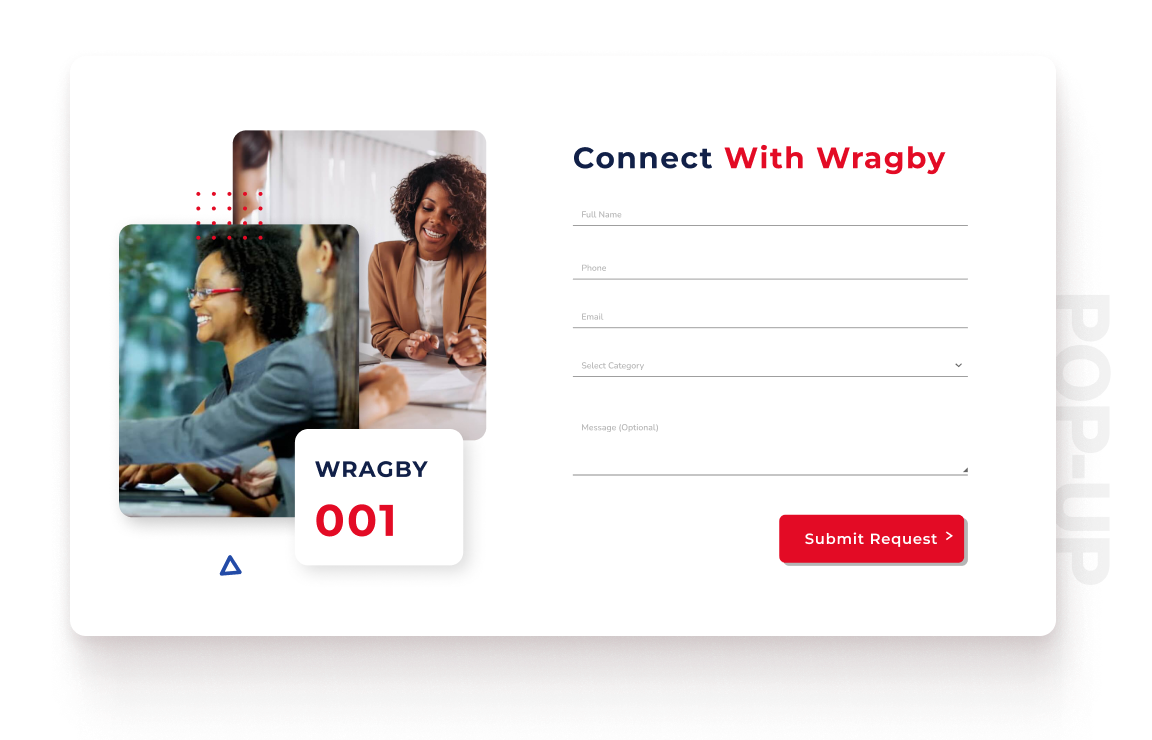 Connect With Wragby
Full Name
Phone
Email
Select Category
Message (Optional)
Submit Request >
WRAGBY
001
POP-UP